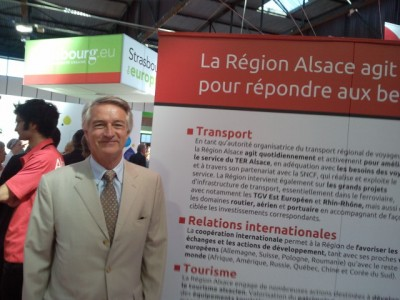 bourg.eu
Strasbourg
europ
La Région Alsace agit
pour répondre aux be
Transport
En tant qu'autorité organisatrice du transport régional de voyage
la Région Alsace agit quotidiennement et activement pour amél
le service du TER Alsace, en adéquation avec les besoins des voy
et à travers son partenariat avec la SNCF, qui réalise et exploite le
service. La Région intervient également sur les grands projets
d'infrastructure de transport, essentiellement dans le ferroviaire,
avec notamment les TGV Est Européen et Rhin-Rhône, mais aussi c
les domaines routier, aérien et portuaire en accompagnant de faço
ciblée les investissements correspondants.
Relations internationales
La coopération internationale permet à la Région de favoriser les
échanges et les actions de développement, tant avec ses proches v
européens (Allemagne, Suisse, Pologne, Roumanie) qu'avec le reste
monde (Afrique, Amérique, Russie, Québec, Chine et Corée du Sud).
Tourisme
La Région Alsace engage de nombreuses actions destinées à dévelop
le tourisme alsacien.